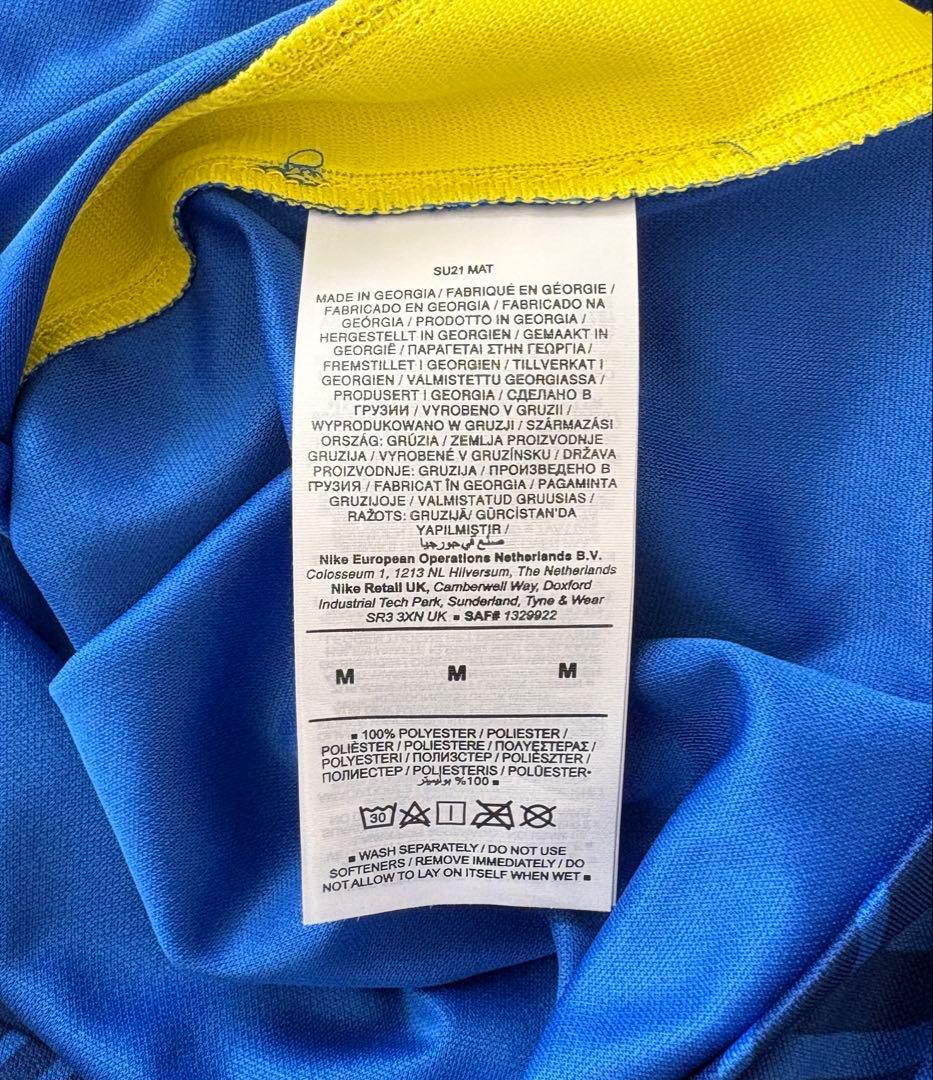 SU21 MAT
MADE IN GEORGIA / FABRIQUÉ EN GÉORGIE /
FABRICADO EN GEORGIA / FABRICADO NA
GEÓRGIA / PRODOTTO IN GEORGIA /
HERGESTELLT IN GEORGIEN / GEMAAKT IN
GEORGIË / ΠΑΡΑΓΕΤΑΙ ΣΤΗΝ ΓΕΩΡΓΙΑ /
FREMSTILLET I GEORGIEN / TILLVERKAT I
GEORGIEN / VALMISTETTU GEORGIASSA /
PRODUSERT I GEORGIA / СДЕЛАНО В
ГРУЗИИ / VYROBENO V GRUZII /
WYPRODUKOWANO W GRUZJI / SZÁRMAZÁSI
ORSZÁG: GRÚZIA / ZEMLJA PROIZVODNJE
GRUZIJA / VYROBENÉ V GRUZÍNSKU / DRŽAVA
PROIZVODNJE: GRUZIJA / ПРОИЗВЕДЕНО В
ГРУЗИЯ / FABRICAT ÎN GEORGIA / PAGAMINTA
GRUZIJOJE / VALMISTATUD GRUUSIAS /
RAŽOTS: GRUZIJĀ/ GÜRCİSTAN'DA
YAPILMIŞTIR /
صنع في جورجيا
Nike European Operations Netherlands B.V.
Colosseum 1, 1213 NL Hilversum, The Netherlands
Nike Retail UK, Camberwell Way, Doxford
Industrial Tech Park, Sunderland, Tyne & Wear
SR3 3XN UK ▪ SAF# 1329922
M M M
▪ 100% POLYESTER / POLIESTER /
POLIÈSTER / POLIESTERE / ΠΟΛΥΕΣΤΕΡΑΣ /
POLYESTERI / ПОЛИЭСТЕР / POLIÉSZTER /
ПОЛИЕСТЕР / POLIESTERIS / POLÜESTER•
%100 بوليستر ▪
30
▪ WASH SEPARATELY / DO NOT USE
SOFTENERS / REMOVE IMMEDIATELY / DO
NOT ALLOW TO LAY ON ITSELF WHEN WET ▪